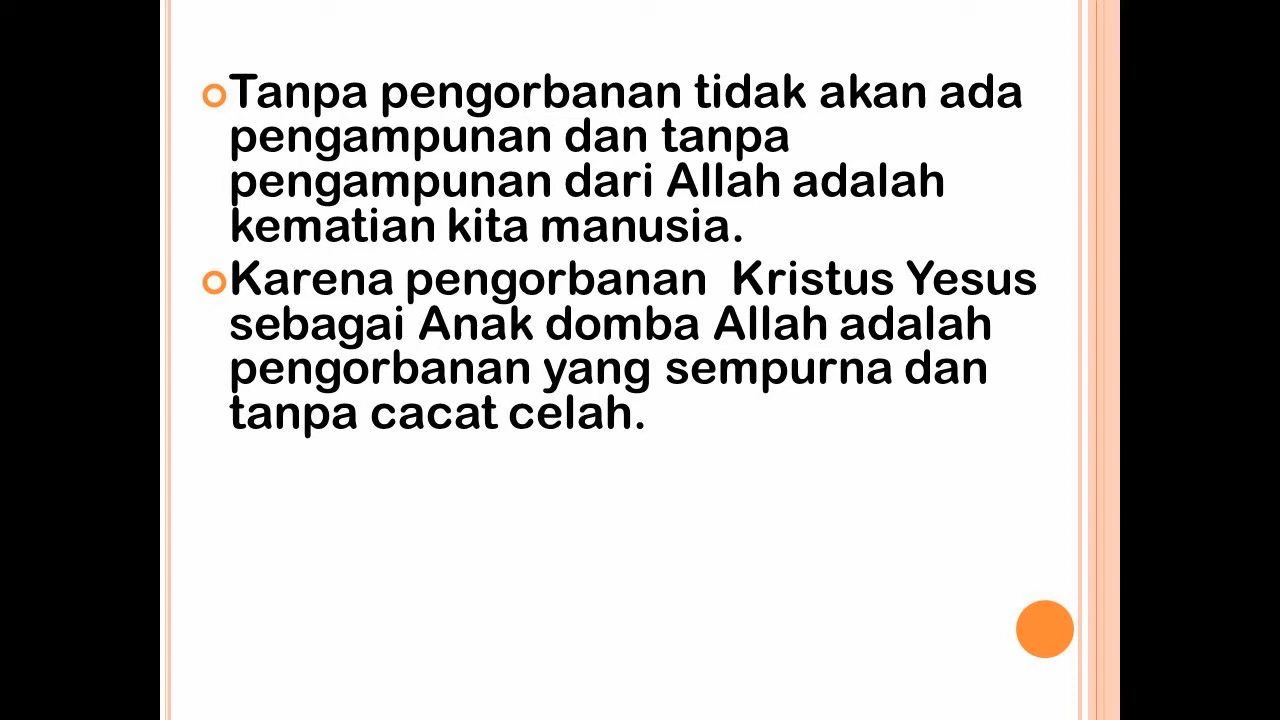 Tanpa pengorbanan tidak akan ada
pengampunan dan tanpa
pengampunan dari Allah adalah
kematian kita manusia.
Karena pengorbanan  Kristus Yesus
sebagai Anak domba Allah adalah
pengorbanan yang sempurna dan
tanpa cacat celah.